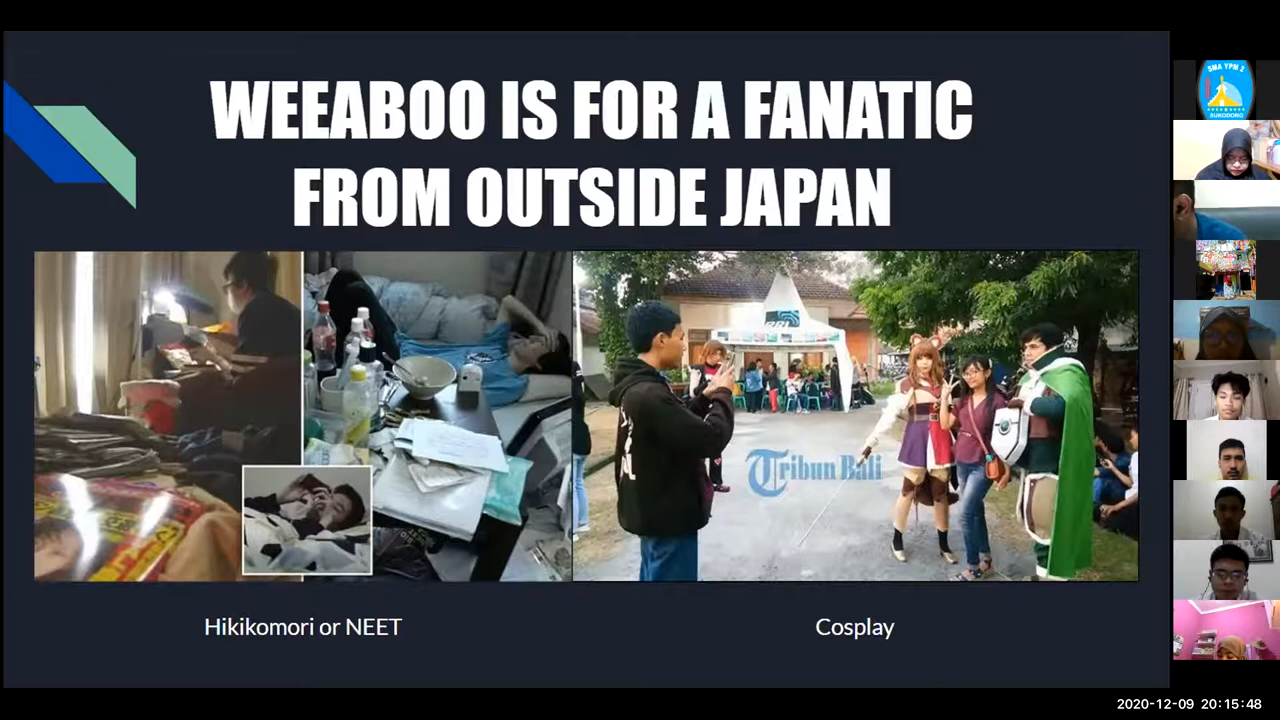 WEEABOO IS FOR A FANATIC
FROM OUTSIDE JAPAN
Tribun Bali
Hikikomori or NEET
Cosplay
SMA YPM 2
SUKODONO
2020-12-09 20:15:48